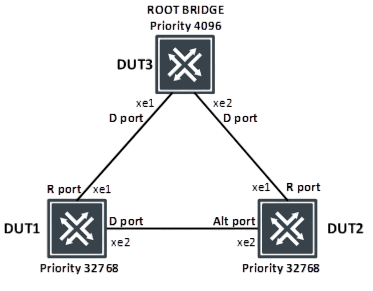 ROOT BRIDGE
Priority 4096
DUT3
xe1
xe2
D port
D port
R port
xe1
xe1
R port
DUT1
D port
Alt port
DUT2
xe2
xe2
Priority 32768
Priority 32768